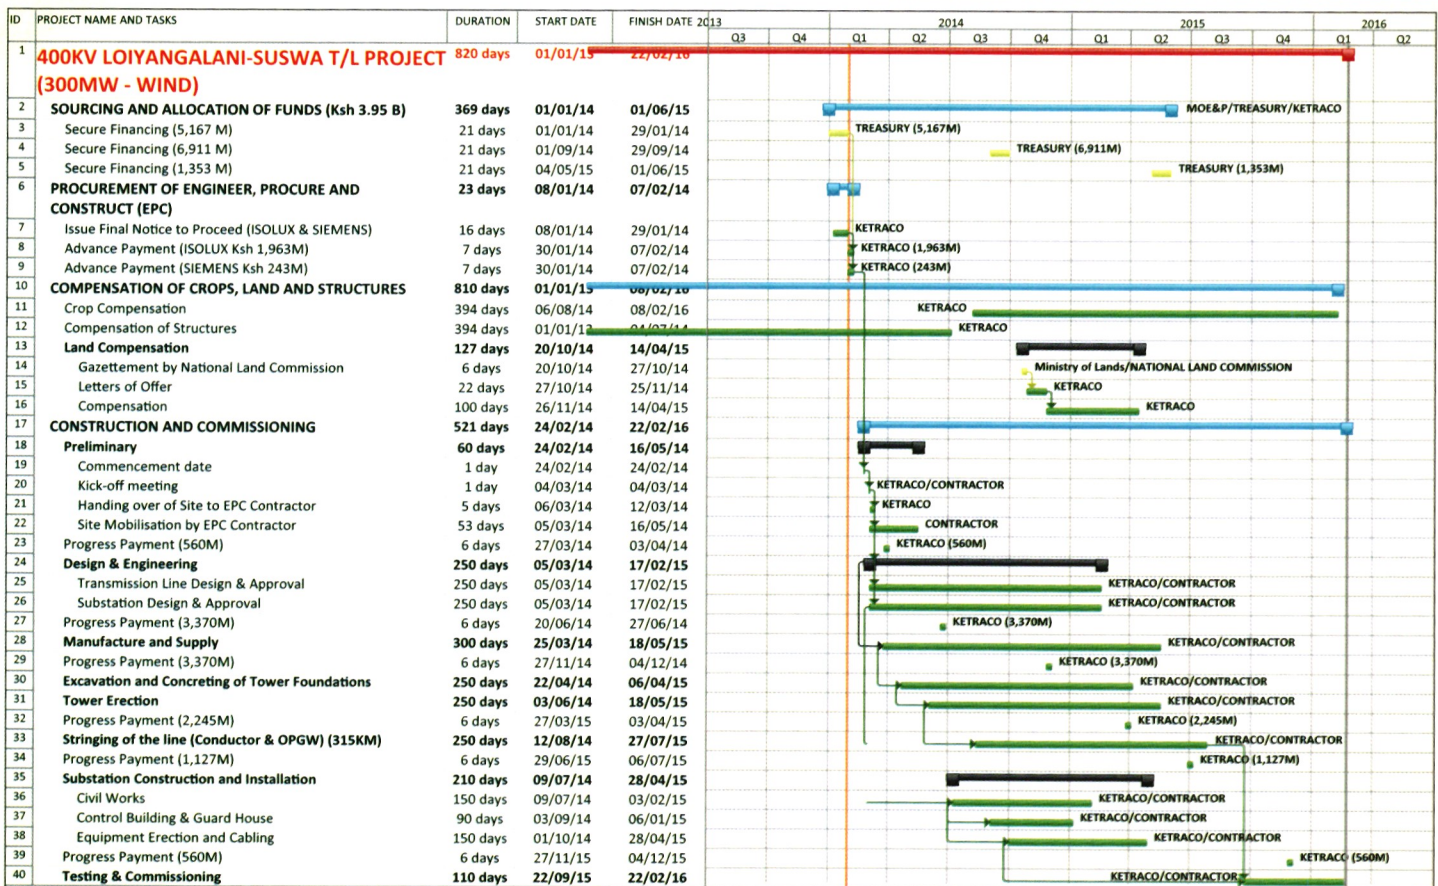 ID PROJECT NAME AND TASKS DURATION START DATE FINISH DATE 2013 2014 2015 2016
Q3 Q4 Q1 Q2 Q3 Q4 Q1 Q2 Q3 Q4 Q1 Q2
1 400KV LOIYANGALANI-SUSWA T/L PROJECT 820 days 01/01/13 22/02/16
(300MW - WIND)
2 SOURCING AND ALLOCATION OF FUNDS (Ksh 3.95 B) 369 days 01/01/14 01/06/15 MOE&P/TREASURY/KETRACO
3 Secure Financing (5,167 M) 21 days 01/01/14 29/01/14 TREASURY (5,167M)
4 Secure Financing (6,911 M) 21 days 01/09/14 29/09/14 TREASURY (6,911M)
5 Secure Financing (1,353 M) 21 days 04/05/15 01/06/15 TREASURY (1,353M)
6 PROCUREMENT OF ENGINEER, PROCURE AND 23 days 08/01/14 07/02/14
CONSTRUCT (EPC)
7 Issue Final Notice to Proceed (ISOLUX & SIEMENS) 16 days 08/01/14 29/01/14 KETRACO
8 Advance Payment (ISOLUX Ksh 1,963M) 7 days 30/01/14 07/02/14 KETRACO (1,963M)
9 Advance Payment (SIEMENS Ksh 243M) 7 days 30/01/14 07/02/14 KETRACO (243M)
10 COMPENSATION OF CROPS, LAND AND STRUCTURES 810 days 01/01/13 08/02/16
11 Crop Compensation 394 days 06/08/14 08/02/16 KETRACO
12 Compensation of Structures 394 days 01/01/13 04/07/14 KETRACO
13 Land Compensation 127 days 20/10/14 14/04/15
14 Gazettement by National Land Commission 6 days 20/10/14 27/10/14 Ministry of Lands/NATIONAL LAND COMMISSION
15 Letters of Offer 22 days 27/10/14 25/11/14 KETRACO
16 Compensation 100 days 26/11/14 14/04/15 KETRACO
17 CONSTRUCTION AND COMMISSIONING 521 days 24/02/14 22/02/16
18 Preliminary 60 days 24/02/14 16/05/14
19 Commencement date 1 day 24/02/14 24/02/14
20 Kick-off meeting 1 day 04/03/14 04/03/14 KETRACO/CONTRACTOR
21 Handing over of Site to EPC Contractor 5 days 06/03/14 12/03/14 KETRACO
22 Site Mobilisation by EPC Contractor 53 days 05/03/14 16/05/14 CONTRACTOR
23 Progress Payment (560M) 6 days 27/03/14 03/04/14 KETRACO (560M)
24 Design & Engineering 250 days 05/03/14 17/02/15
25 Transmission Line Design & Approval 250 days 05/03/14 17/02/15 KETRACO/CONTRACTOR
26 Substation Design & Approval 250 days 05/03/14 17/02/15 KETRACO/CONTRACTOR
27 Progress Payment (3,370M) 6 days 20/06/14 27/06/14 KETRACO (3,370M)
28 Manufacture and Supply 300 days 25/03/14 18/05/15 KETRACO/CONTRACTOR
29 Progress Payment (3,370M) 6 days 27/11/14 04/12/14 KETRACO (3,370M)
30 Excavation and Concreting of Tower Foundations 250 days 22/04/14 06/04/15 KETRACO/CONTRACTOR
31 Tower Erection 250 days 03/06/14 18/05/15 KETRACO/CONTRACTOR
32 Progress Payment (2,245M) 6 days 27/03/15 03/04/15 KETRACO (2,245M)
33 Stringing of the line (Conductor & OPGW) (315KM) 250 days 12/08/14 27/07/15 KETRACO/CONTRACTOR
34 Progress Payment (1,127M) 6 days 29/06/15 06/07/15 KETRACO (1,127M)
35 Substation Construction and Installation 210 days 09/07/14 28/04/15
36 Civil Works 150 days 09/07/14 03/02/15 KETRACO/CONTRACTOR
37 Control Building & Guard House 90 days 03/09/14 06/01/15 KETRACO/CONTRACTOR
38 Equipment Erection and Cabling 150 days 01/10/14 28/04/15 KETRACO/CONTRACTOR
39 Progress Payment (560M) 6 days 27/11/15 04/12/15 KETRACO (560M)
40 Testing & Commissioning 110 days 22/09/15 22/02/16 KETRACO/CONTRACTOR